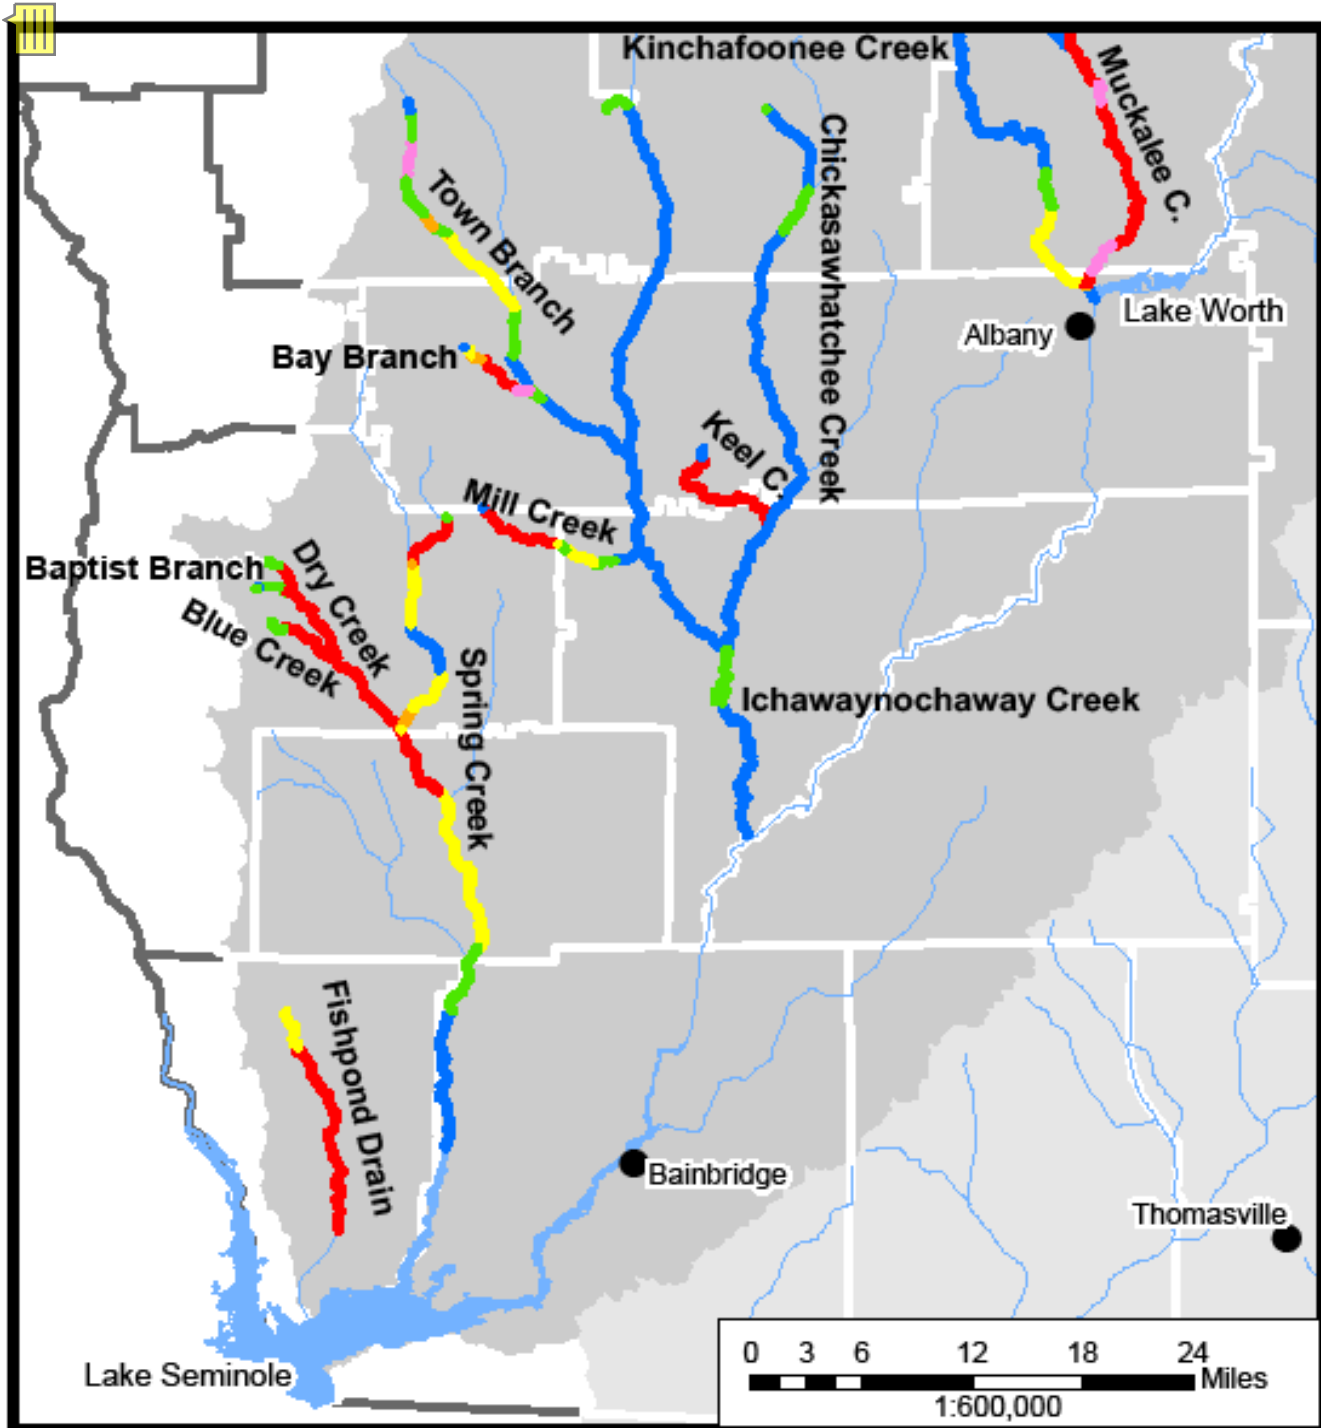 Kinchafoonee Creek
Muckalee C.
Chickasawhatchee Creek
Town Branch
Lake Worth
Albany
Bay Branch
Keel C.
Mill Creek
Baptist Branch
Dry Creek
Blue Creek
Spring Creek
Ichawaynochaway Creek
Fishpond Drain
Bainbridge
Thomasville
Lake Seminole
0 3 6 12 18 24
Miles
1:600,000